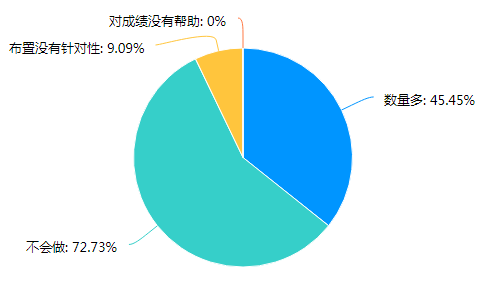 对成绩没有帮助: 0%
布置没有针对性: 9.09%
数量多: 45.45%
不会做: 72.73%